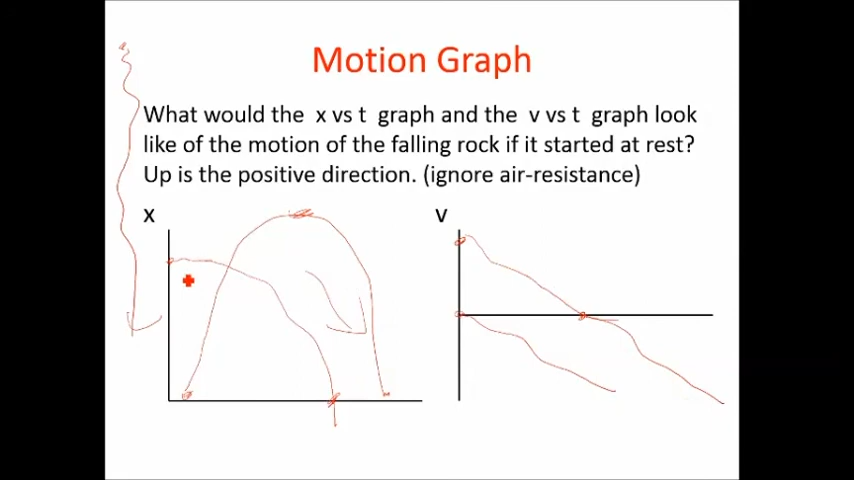 Motion Graph
What would the x vs t graph and the v vs t graph look
like of the motion of the falling rock if it started at rest?
Up is the positive direction. (ignore air-resistance)
X
V